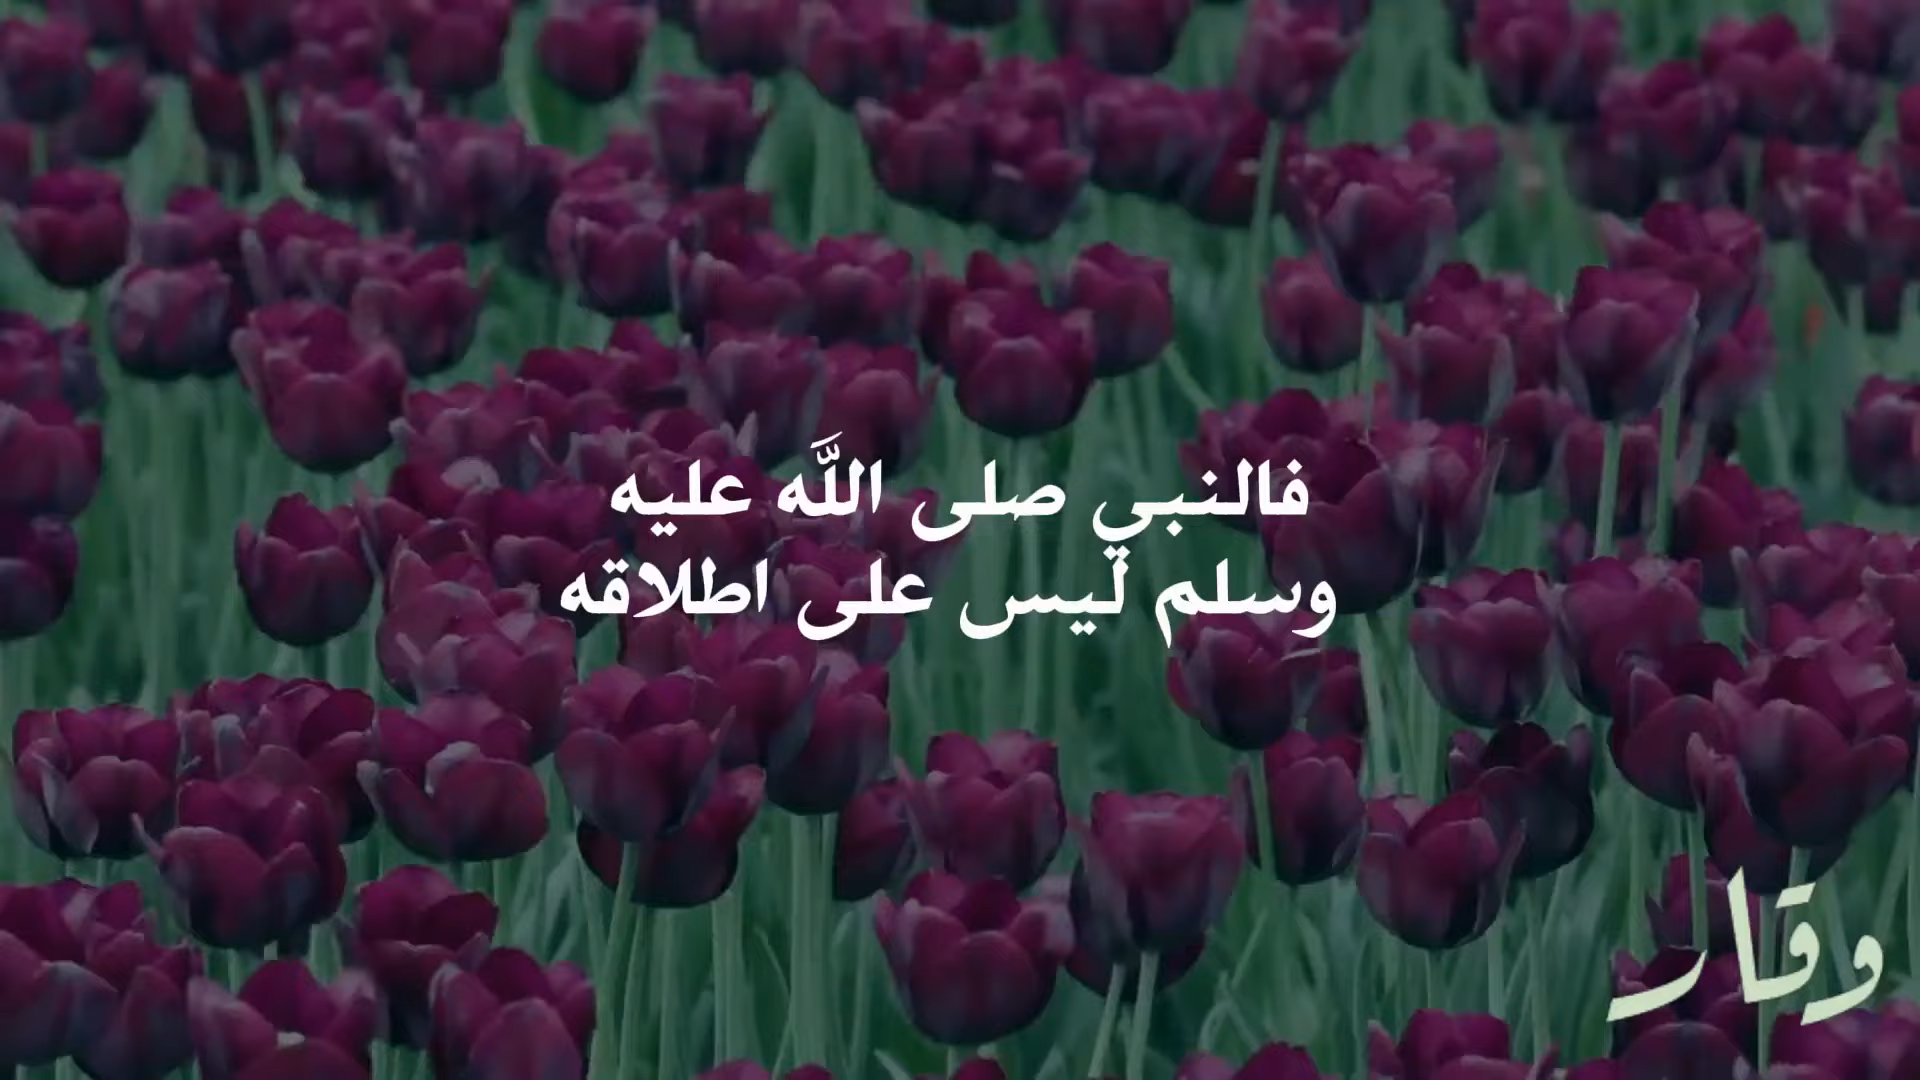 فالنبي صلى اللَّه عليه
وسلم ليس على اطلاقه
وقار